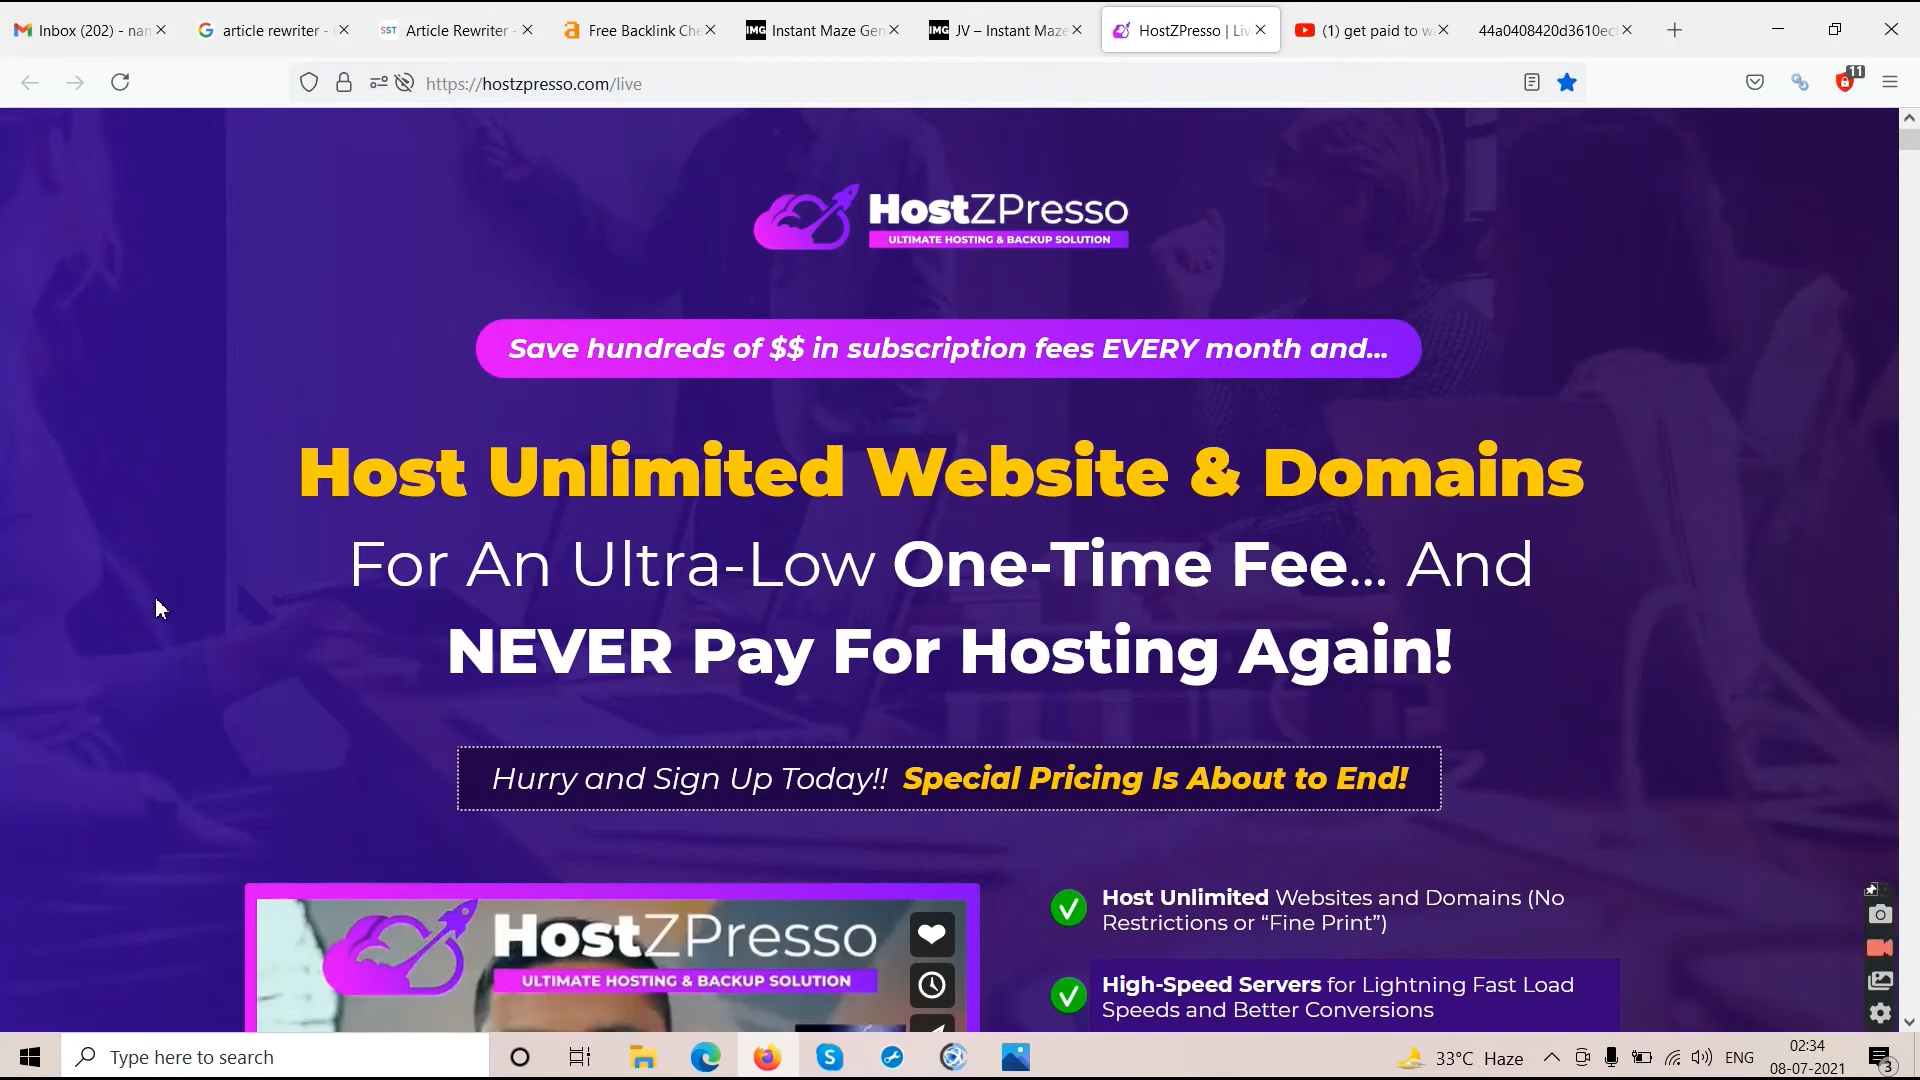 Inbox (202) - nan
article rewriter -
SST Article Rewriter -
a Free Backlink Che
IMG Instant Maze Gen
IMG JV – Instant Maze
HostZPresso | Liv
(1) get paid to w
44a0408420d3610ec
https://hostzpresso.com/live
11
HostZPresso
ULTIMATE HOSTING & BACKUP SOLUTION
Save hundreds of $$ in subscription fees EVERY month and...
Host Unlimited Website & Domains
For An Ultra-Low One-Time Fee... And
NEVER Pay For Hosting Again!
Hurry and Sign Up Today!! Special Pricing Is About to End!
HostZPresso
ULTIMATE HOSTING & BACKUP SOLUTION
Host Unlimited Websites and Domains (No
Restrictions or “Fine Print”)
High-Speed Servers for Lightning Fast Load
Speeds and Better Conversions
Type here to search
33°C Haze
ENG
02:34
08-07-2021
3